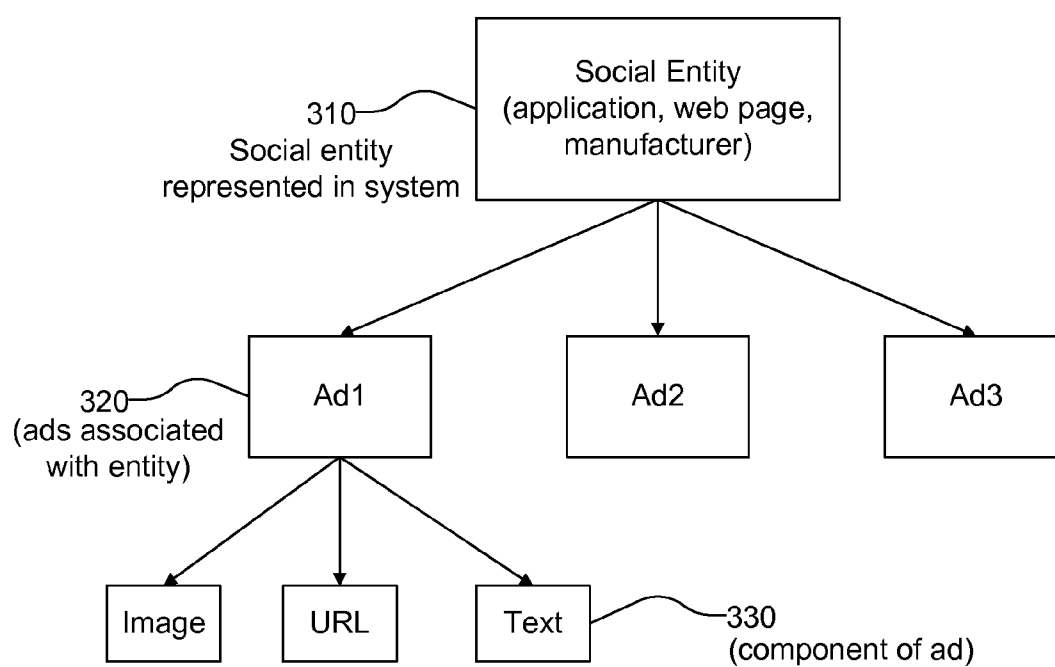 Social Entity
(application, web page,
manufacturer)
310
Social entity
represented in system
Ad1
Ad2
Ad3
320
(ads associated
with entity)
Image
URL
Text
330
(component of ad)